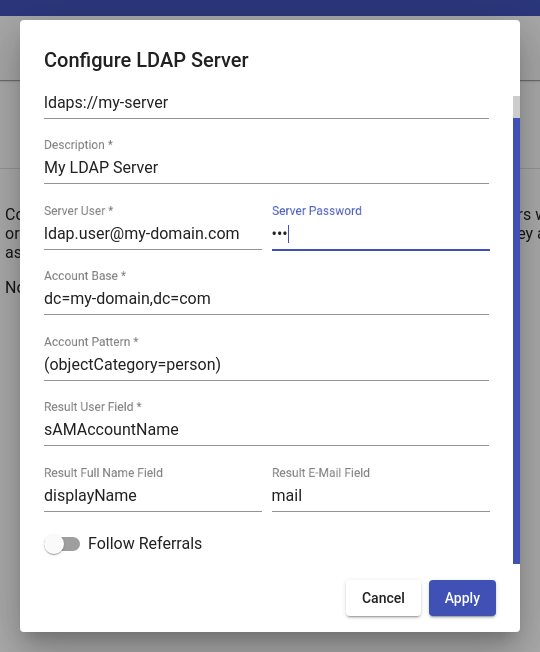 Configure LDAP Server
ldaps://my-server
Description *
My LDAP Server
Server User *
Server Password
ldap.user@my-domain.com
•••
Account Base *
dc=my-domain,dc=com
Account Pattern *
(objectCategory=person)
Result User Field *
sAMAccountName
Result Full Name Field
Result E-Mail Field
displayName
mail
Follow Referrals
Cancel
Apply